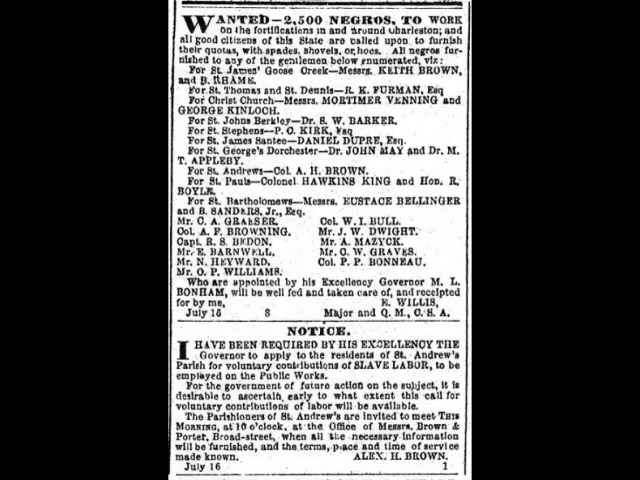 WANTED—2,500 NEGROS, TO WORK
on the fortifications in and around Charleston; and
all good citizens of this State are called upon to furnish
their quotas, with spades, shovels, or hoes. All negros fur-
nished to any of the gentlemen below enumerated, viz:
For St. James' Goose Creek—Messrs. KEITH BROWN,
and B. RHAME.
For St. Thomas and St. Dennis—R. K. FURMAN, Esq
For Christ Church—Messrs. MORTIMER VENNING and
GEORGE KINLOCH.
For St. Johns Berkley—Dr. S. W. BARKER.
For St. Stephens—P. C. KIRK, Esq
For St. James Santee—DANIEL DUPRE, Esq.
For St. George's Dorchester—Dr. JOHN MAY and Dr. M.
T. APPLEBY.
For St. Andrews—Col. A. H. BROWN.
For St. Pauls—Colonel HAWKINS KING and Hon. R.
BOYLE.
For St. Bartholomews—Messrs. EUSTACE BELLINGER
and B. SANDERS, Jr., Esq.
Mr. C. A. GRAESER. Col. W. I. BULL.
Col. A. F. BROWNING. Mr. J. W. DWIGHT.
Capt. R. S. BEDON. Mr. A. MAZYCK.
Mr. E. BARNWELL. Mr. C. W. GRAVES.
Mr. N. HEYWARD. Col. P. P. BONNEAU.
Mr. O. P. WILLIAMS.
Who are appointed by his Excellency Governor M. L.
BONHAM, will be well fed and taken care of, and receipted
for by me, E. WILLIS,
July 16 8 Major and Q. M., C. S. A.
NOTICE.
I HAVE BEEN REQUIRED BY HIS EXCELLENCY THE
Governor to apply to the residents of St. Andrew's
Parish for voluntary contributions of SLAVE LABOR, to be
employed on the Public Works.
For the government of future action on the subject, it is
desirable to ascertain, early to what extent this call for
voluntary contributions of labor will be available.
The Parishioners of St. Andrew's are invited to meet THIS
MORNING, at 10 o'clock, at the Office of Messrs. Brown &
Porter, Broad-street, when all the necessary information
will be furnished, and the terms, place and time of service
made known. ALEX. H. BROWN.
July 16 1